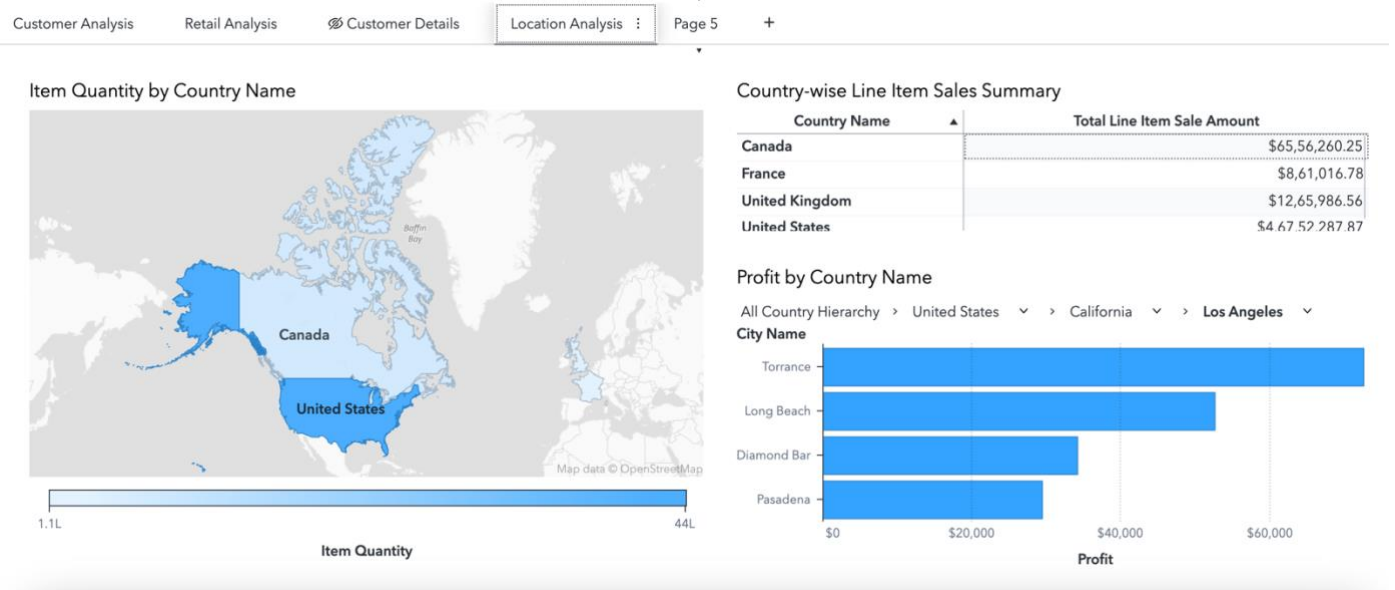 Customer Analysis Retail Analysis Customer Details Location Analysis Page 5 +
Item Quantity by Country Name
Baffin
Bay
Canada
United States
Map data © OpenStreetMap
1.1L 44L
Item Quantity
Country-wise Line Item Sales Summary
Country Name Total Line Item Sale Amount
Canada $65,56,260.25
France $8,61,016.78
United Kingdom $12,65,986.56
United States $4,67,52,287.87
Profit by Country Name
All Country Hierarchy > United States > California > Los Angeles
City Name
Torrance
Long Beach
Diamond Bar
Pasadena
$0 $20,000 $40,000 $60,000
Profit